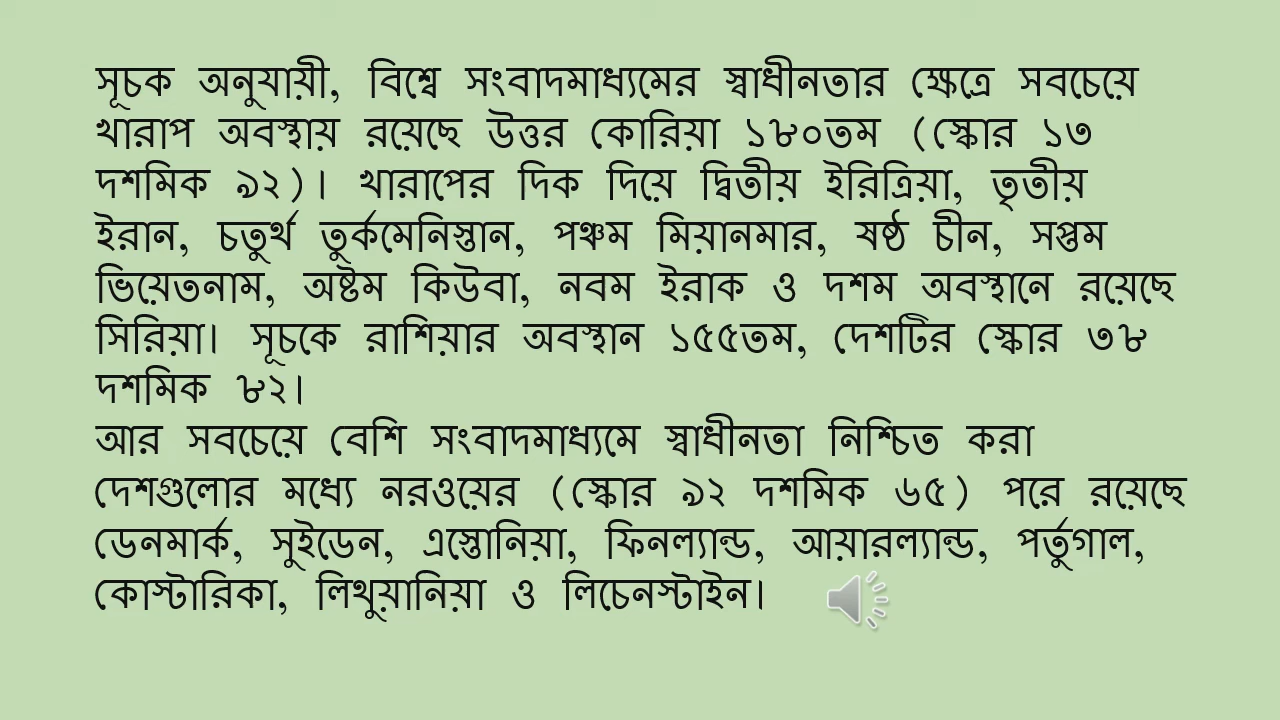 সূচক অনুযায়ী, বিশ্বে সংবাদমাধ্যমের স্বাধীনতার ক্ষেত্রে সবচেয়ে
খারাপ অবস্থায় রয়েছে উত্তর কোরিয়া ১৮০তম (স্কোর ১৩
দশমিক ৯২)। খারাপের দিক দিয়ে দ্বিতীয় ইরিত্রিয়া, তৃতীয়
ইরান, চতুর্থ তুর্কমেনিস্তান, পঞ্চম মিয়ানমার, ষষ্ঠ চীন, সপ্তম
ভিয়েতনাম, অষ্টম কিউবা, নবম ইরাক ও দশম অবস্থানে রয়েছে
সিরিয়া। সূচকে রাশিয়ার অবস্থান ১৫৫তম, দেশটির স্কোর ৩৮
দশমিক ৮২।
আর সবচেয়ে বেশি সংবাদমাধ্যমে স্বাধীনতা নিশ্চিত করা
দেশগুলোর মধ্যে নরওয়ের (স্কোর ৯২ দশমিক ৬৫) পরে রয়েছে
ডেনমার্ক, সুইডেন, এস্তোনিয়া, ফিনল্যান্ড, আয়ারল্যান্ড, পর্তুগাল,
কোস্টারিকা, লিথুয়ানিয়া ও লিচেনস্টাইন।